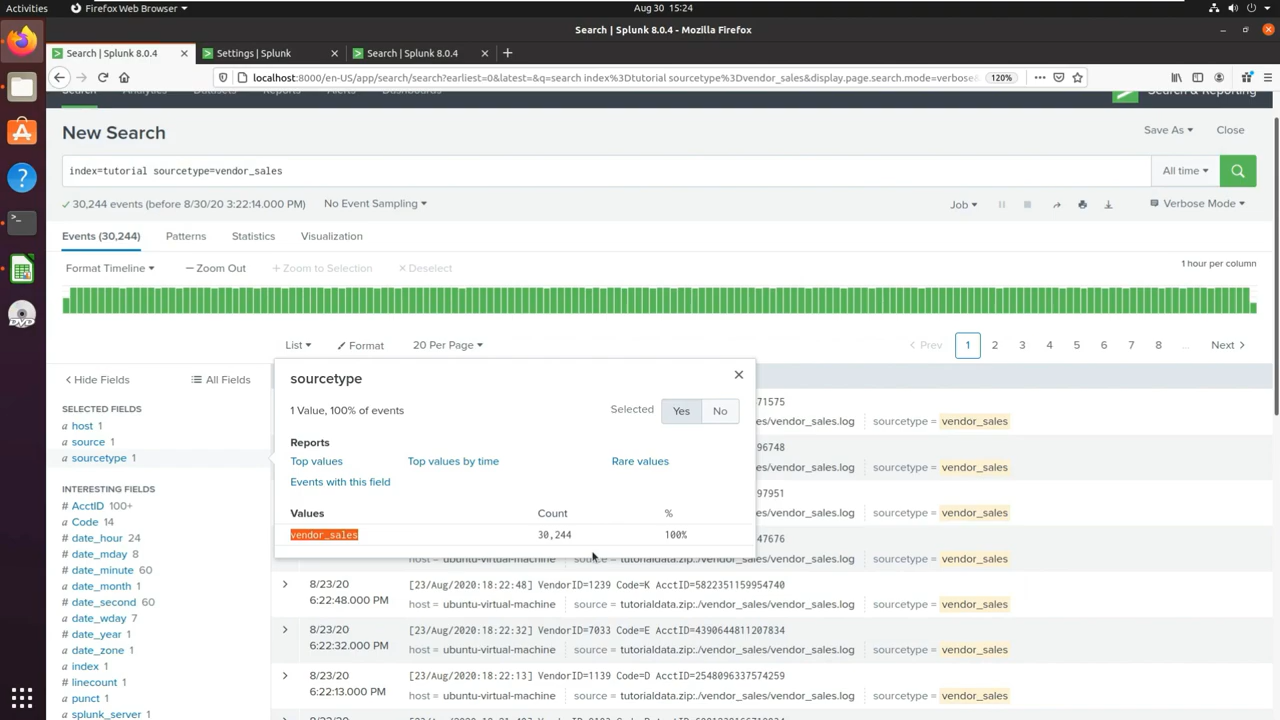 Activities Firefox Web Browser Aug 30 15:24
Search | Splunk 8.0.4 - Mozilla Firefox
Search | Splunk 8.0.4 Settings | Splunk Search | Splunk 8.0.4
localhost:8000/en-US/app/search/search?earliest=0&latest=&q=search index%3Dtutorial sourcetype%3Dvendor_sales&display.page.search.mode=verbose 120%
Search Analytics Datasets Reports Alerts Dashboards Search & Reporting
New Search Save As Close
index=tutorial sourcetype=vendor_sales All time
30,244 events (before 8/30/20 3:22:14.000 PM) No Event Sampling Job Verbose Mode
Events (30,244) Patterns Statistics Visualization
Format Timeline — Zoom Out + Zoom to Selection × Deselect 1 hour per column
List Format 20 Per Page < Prev 1 2 3 4 5 6 7 8 ... Next >
< Hide Fields All Fields
SELECTED FIELDS
a host 1
a source 1
a sourcetype 1
INTERESTING FIELDS
# AcctID 100+
a Code 14
# date_hour 24
# date_mday 8
# date_minute 60
a date_month 1
# date_second 60
a date_wday 7
# date_year 1
a date_zone 1
a index 1
# linecount 1
a punct 1
a splunk_server 1
sourcetype
1 Value, 100% of events Selected Yes No
Reports
Top values Top values by time Rare values
Events with this field
Values Count %
vendor_sales 30,244 100%
71575
s/vendor_sales.log sourcetype = vendor_sales
96748
s/vendor_sales.log sourcetype = vendor_sales
97951
s/vendor_sales.log sourcetype = vendor_sales
47676
host = ubuntu-virtual-machine source = tutorialdata.zip:./vendor_sales/vendor_sales.log sourcetype = vendor_sales
8/23/20 [23/Aug/2020:18:22:48] VendorID=1239 Code=K AcctID=5822351159954740
6:22:48.000 PM host = ubuntu-virtual-machine source = tutorialdata.zip:./vendor_sales/vendor_sales.log sourcetype = vendor_sales
8/23/20 [23/Aug/2020:18:22:32] VendorID=7033 Code=E AcctID=4390644811207834
6:22:32.000 PM host = ubuntu-virtual-machine source = tutorialdata.zip:./vendor_sales/vendor_sales.log sourcetype = vendor_sales
8/23/20 [23/Aug/2020:18:22:13] VendorID=1139 Code=D AcctID=2548096337574259
6:22:13.000 PM host = ubuntu-virtual-machine source = tutorialdata.zip:./vendor_sales/vendor_sales.log sourcetype = vendor_sales